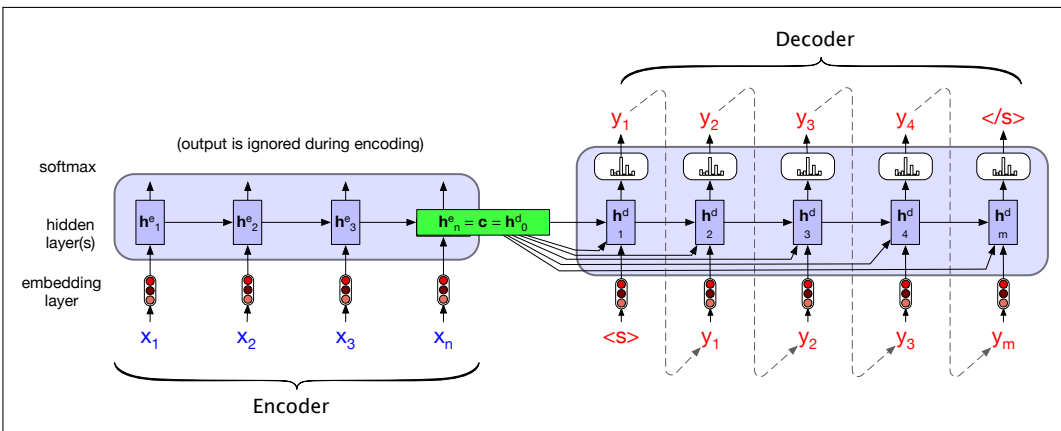 Decoder
y₁ y₂ y₃ y₄ </s>
(output is ignored during encoding)
softmax
hidden layer(s)
hᵉ₁ hᵉ₂ hᵉ₃ hᵉₙ = c = hᵈ₀ hᵈ₁ hᵈ₂ hᵈ₃ hᵈ₄ hᵈₘ
embedding layer
x₁ x₂ x₃ xₙ <s> y₁ y₂ y₃ yₘ
Encoder